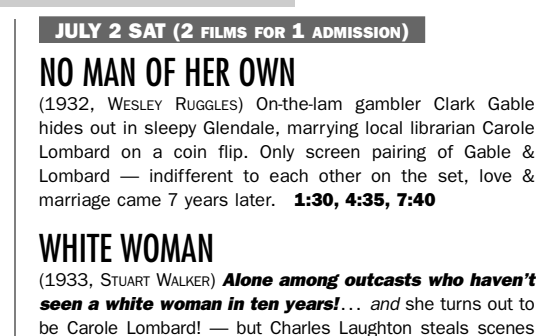 JULY 2 SAT (2 FILMS FOR 1 ADMISSION)
NO MAN OF HER OWN
(1932, WESLEY RUGGLES) On-the-lam gambler Clark Gable
hides out in sleepy Glendale, marrying local librarian Carole
Lombard on a coin flip. Only screen pairing of Gable &
Lombard — indifferent to each other on the set, love &
marriage came 7 years later. 1:30, 4:35, 7:40
WHITE WOMAN
(1933, STUART WALKER) Alone among outcasts who haven't
seen a white woman in ten years!... and she turns out to
be Carole Lombard! — but Charles Laughton steals scenes